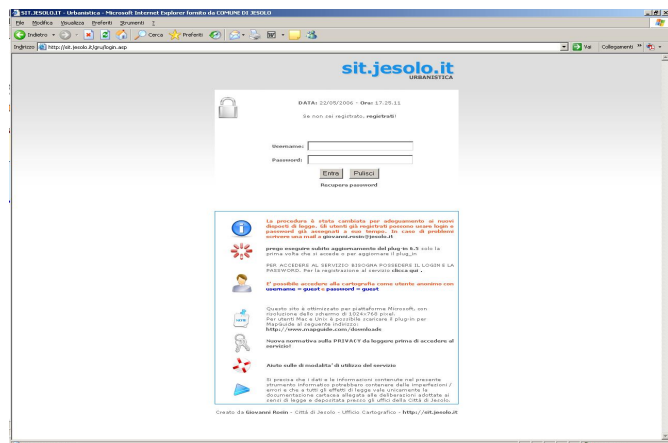 SIT.JESOLO.IT - Urbanistica - Microsoft Internet Explorer fornito da COMUNE DI JESOLO
File Modifica Visualizza Preferiti Strumenti ?
Indietro Cerca Preferiti
Indirizzo http://sit.jesolo.it/gru/login.asp Vai Collegamenti »
sit.jesolo.it
URBANISTICA
DATA: 22/05/2006 - Ora: 17.25.11
Se non sei registrato, registrati!
Username:
Password:
Entra Pulisci
Recupera password
La procedura è stata cambiata per adeguamento ai nuovi
disposti di legge. Gli utenti già registrati possono usare login e
password già assegnati a suo tempo. In caso di problemi
scrivere una mail a giovanni.rosin@jesolo.it
prego eseguire subito aggiornamento del plug-in 6.5 solo la
prima volta che si accede o per aggiornare il plug_in
PER ACCEDERE AL SERVIZIO BISOGNA POSSEDERE IL LOGIN E LA
PASSWORD. Per la registrazione al servizio clicca qui .
E' possibile accedere alla cartografia come utente anonimo con
username = guest e password = guest
Questo sito è ottimizzato per piattaforme Microsoft, con
risoluzione dello schermo di 1024x768 pixel.
Per utenti Mac e Unix è possibile scaricare il plug-in per
MapGuide al seguente indirizzo:
http://www.mapguide.com/downloads
Nuova normativa sulla PRIVACY da leggere prima di accedere al
servizio!
Aiuto sulle di modalita' di utilizzo del servizio
Si precisa che i dati e le informazioni contenute nel presente
strumento informatico potrebbero contenere delle imperfezioni /
errori e che a tutti gli effetti di legge vale unicamente la
documentazione cartacea allegata alle deliberazioni adottate ai
sensi di legge e depositata presso gli uffici della Città di Jesolo.
Creato da Giovanni Rosin - Città di Jesolo - Ufficio Cartografico - http://sit.jesolo.it